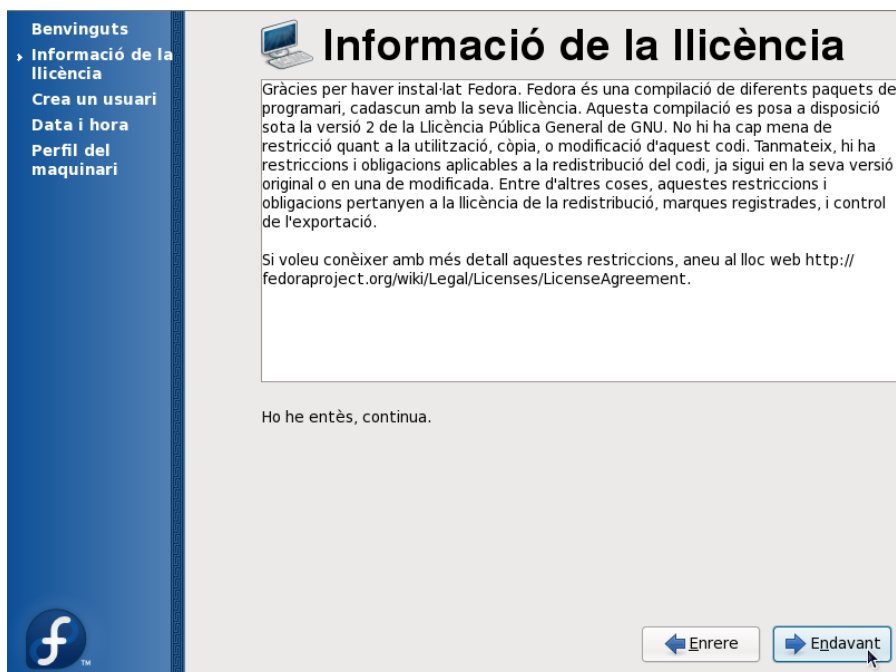 Benvinguts
Informació de la
llicència
Crea un usuari
Data i hora
Perfil del
maquinari
Informació de la llicència
Gràcies per haver instal·lat Fedora. Fedora és una compilació de diferents paquets de
programari, cadascun amb la seva llicència. Aquesta compilació es posa a disposició
sota la versió 2 de la Llicència Pública General de GNU. No hi ha cap mena de
restricció quant a la utilització, còpia, o modificació d'aquest codi. Tanmateix, hi ha
restriccions i obligacions aplicables a la redistribució del codi, ja sigui en la seva versió
original o en una de modificada. Entre d'altres coses, aquestes restriccions i
obligacions pertanyen a la llicència de la redistribució, marques registrades, i control
de l'exportació.
Si voleu conèixer amb més detall aquestes restriccions, aneu al lloc web http://
fedoraproject.org/wiki/Legal/Licenses/LicenseAgreement.
Ho he entès, continua.
Enrere
Endavant
TM